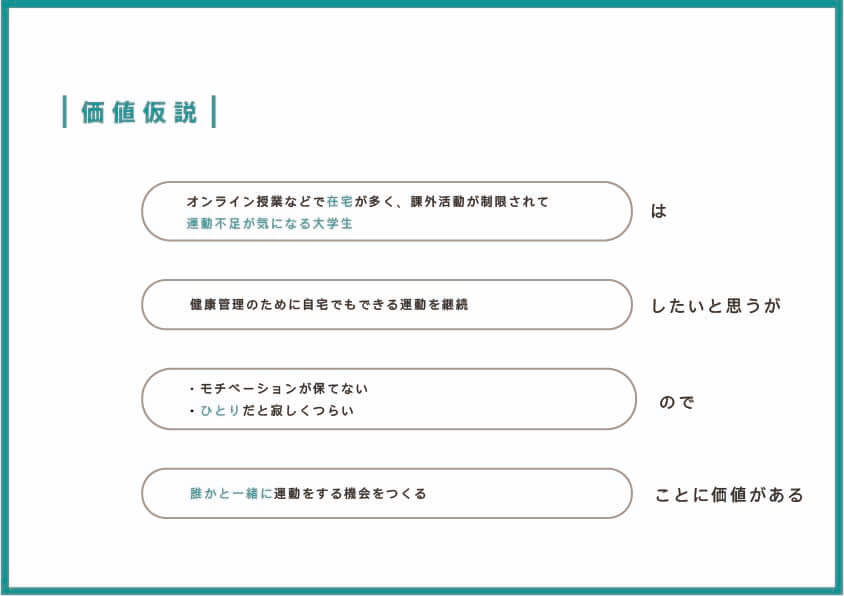 価値仮説
オンライン授業などで在宅が多く、課外活動が制限されて
運動不足が気になる大学生
は
健康管理のために自宅でもできる運動を継続
したいと思うが
・モチベーションが保てない
・ひとりだと寂しくつらい
ので
誰かと一緒に運動をする機会をつくる
ことに価値がある